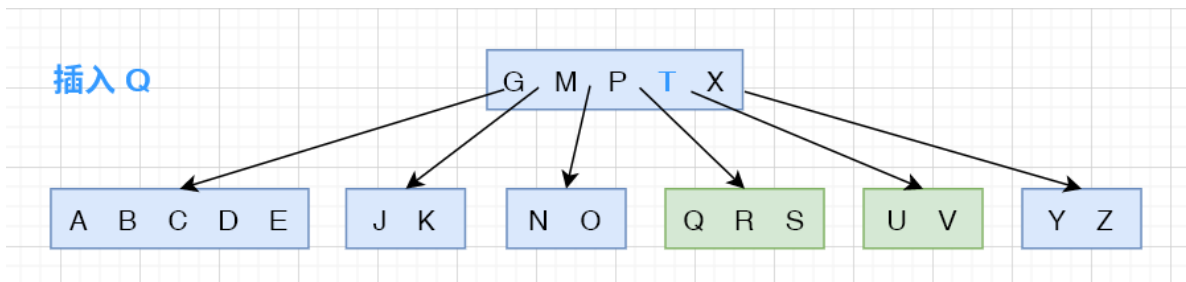 插入 Q
G M P T X
A B C D E
J K
N O
Q R S
U V
Y Z